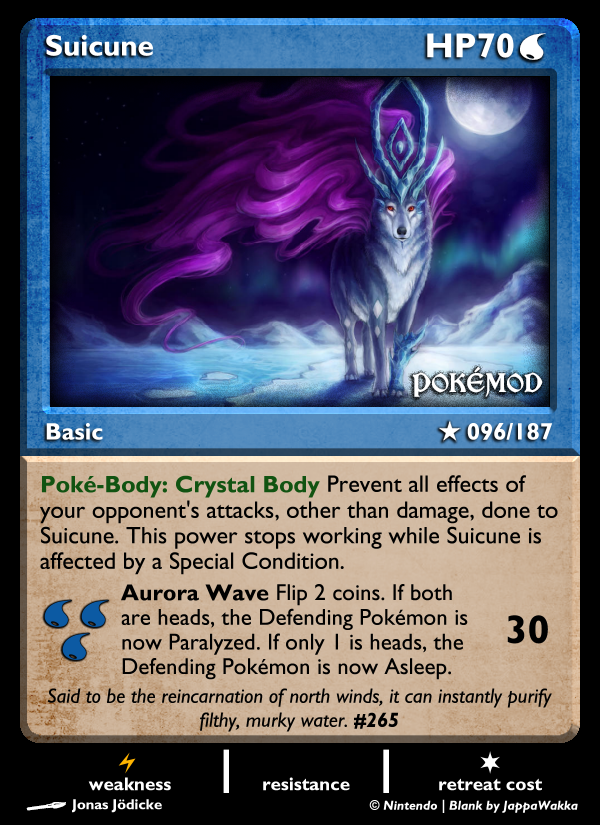 Suicune HP70
POKÉMOD
Basic ★ 096/187
Poké-Body: Crystal Body Prevent all effects of
your opponent's attacks, other than damage, done to
Suicune. This power stops working while Suicune is
affected by a Special Condition.
Aurora Wave Flip 2 coins. If both
are heads, the Defending Pokémon is
now Paralyzed. If only 1 is heads, the
Defending Pokémon is now Asleep.
30
Said to be the reincarnation of north winds, it can instantly purify
filthy, murky water. #265
weakness resistance retreat cost
Jonas Jödicke © Nintendo | Blank by JappaWakka